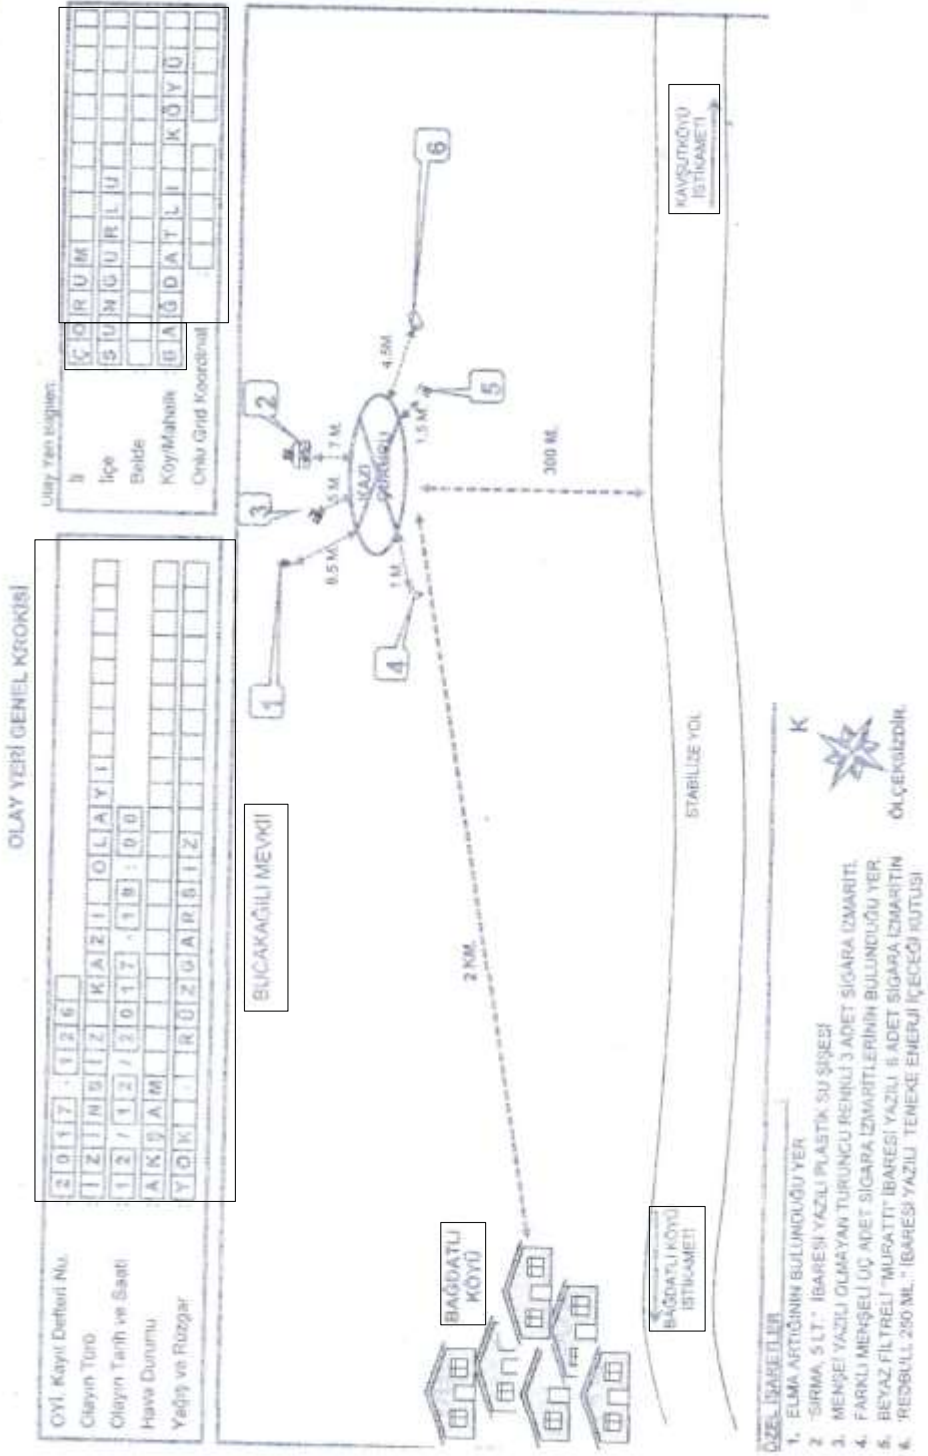 OLAY YERİ GENEL KROKİSİ
OYİ. Kayıt Defteri Nu. : 2017-126
Olayın Türü : İZİNSİZ KAZI OLAYI
Olayın Tarih ve Saati : 12/12/2017-18:00
Hava Durumu : AKŞAM
Yağış ve Rüzgar : YOK - RÜZGARSIZ
Olay Yeri Bilgileri
İl : ÇORUM
İlçe : SUNGURLU
Belde :
Köy/Mahalle : BAĞDATLI KÖYÜ
Onlu Grid Koordinat :
BUCAKAĞILI MEVKİİ
1
2
3
4
5
6
8.5 M.
5 M.
7 M.
4.5M
1 M.
1.5 M
KAZI
ÇUKURU
300 M.
2 KM.
BAĞDATLI
KÖYÜ
BAĞDATLI KÖYÜ
İSTİKAMETİ
STABİLİZE YOL
KAVŞUTKÖYÜ
İSTİKAMETİ
ÖZEL İŞARETLER
1. ELMA ARTIĞININ BULUNDUĞU YER
2 "SIRMA, 5 LT." İBARESİ YAZILI PLASTİK SU ŞİŞESİ
3. MENŞEİ YAZILI OLMAYAN TURUNCU RENKLİ 3 ADET SİGARA İZMARİTİ.
4. FARKLI MENŞELİ ÜÇ ADET SİGARA İZMARİTLERİNİN BULUNDUĞU YER
5. BEYAZ FİLTRELİ "MURATTI" İBARESİ YAZILI 6 ADET SİGARA İZMARİTİN
6. "REDBULL 250 ML." İBARESİ YAZILI TENEKE ENERJİ İÇECEĞİ KUTUSU
K
ÖLÇEKSİZDİR.